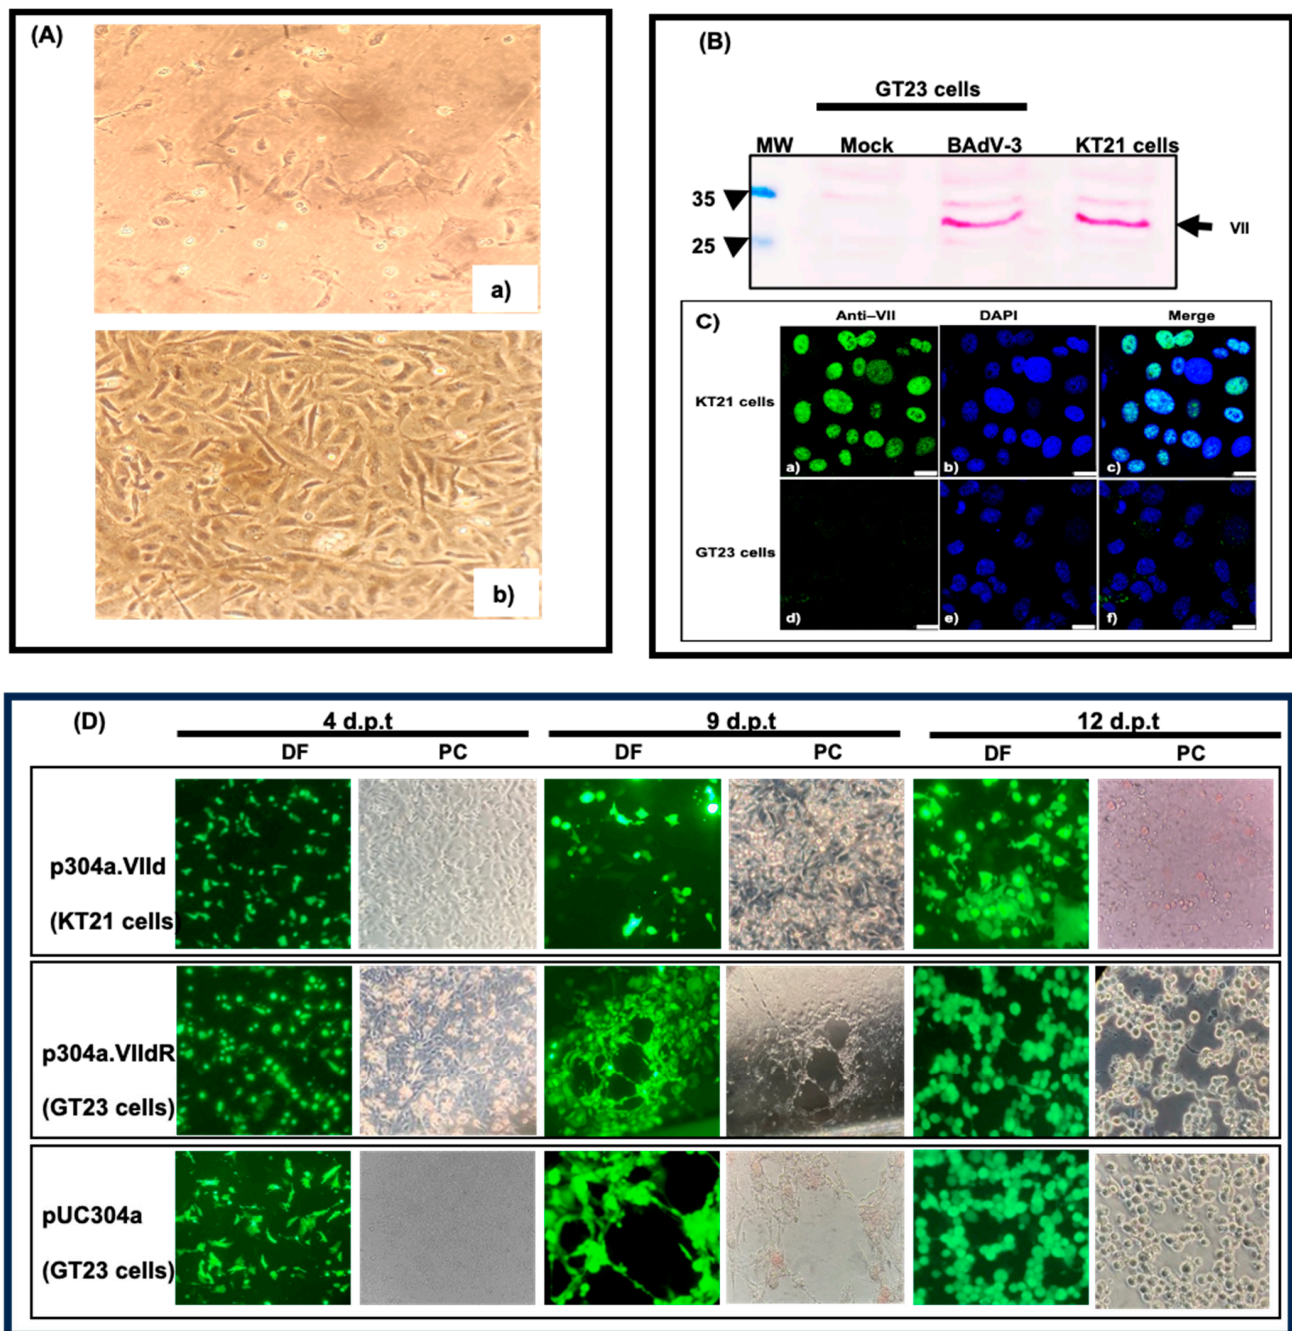 (A)
a)
b)
(B)
GT23 cells
MW Mock BAdV-3 KT21 cells
35
25
VII
C)
Anti–VII DAPI Merge
KT21 cells
a) b) c)
GT23 cells
d) e) f)
(D)
4 d.p.t 9 d.p.t 12 d.p.t
DF PC DF PC DF PC
p304a.VIId
(KT21 cells)
p304a.VIIdR
(GT23 cells)
pUC304a
(GT23 cells)